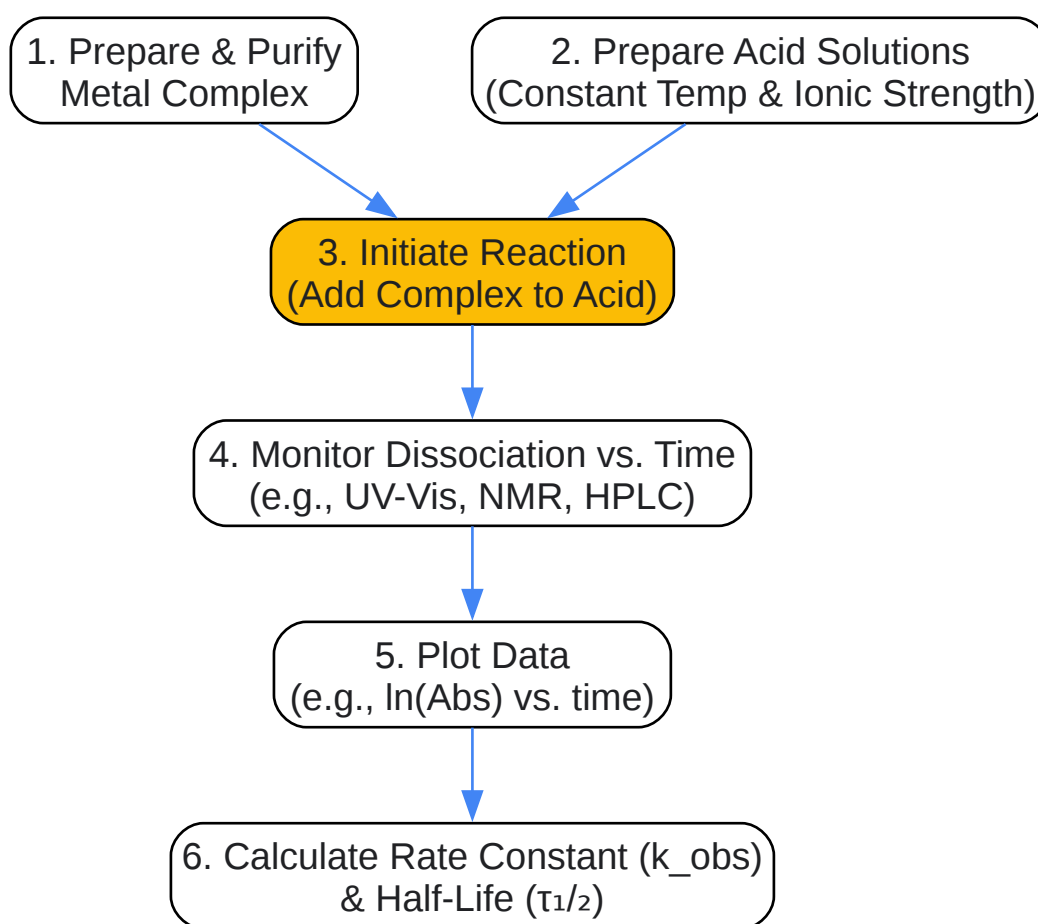 1. Prepare & Purify
Metal Complex
2. Prepare Acid Solutions
(Constant Temp & Ionic Strength)
3. Initiate Reaction
(Add Complex to Acid)
4. Monitor Dissociation vs. Time
(e.g., UV-Vis, NMR, HPLC)
5. Plot Data
(e.g., ln(Abs) vs. time)
6. Calculate Rate Constant (k_obs)
& Half-Life (τ₁/₂)